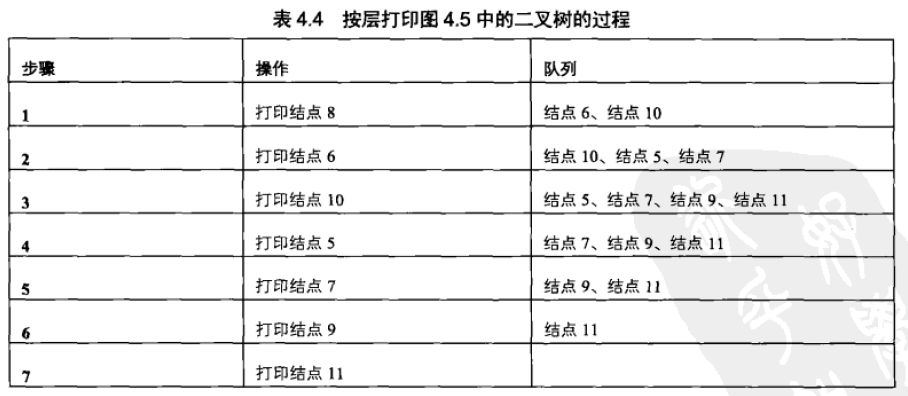 表 4.4 按层打印图 4.5 中的二叉树的过程
步骤 操作 队列
1 打印结点 8 结点 6、结点 10
2 打印结点 6 结点 10、结点 5、结点 7
3 打印结点 10 结点 5、结点 7、结点 9、结点 11
4 打印结点 5 结点 7、结点 9、结点 11
5 打印结点 7 结点 9、结点 11
6 打印结点 9 结点 11
7 打印结点 11